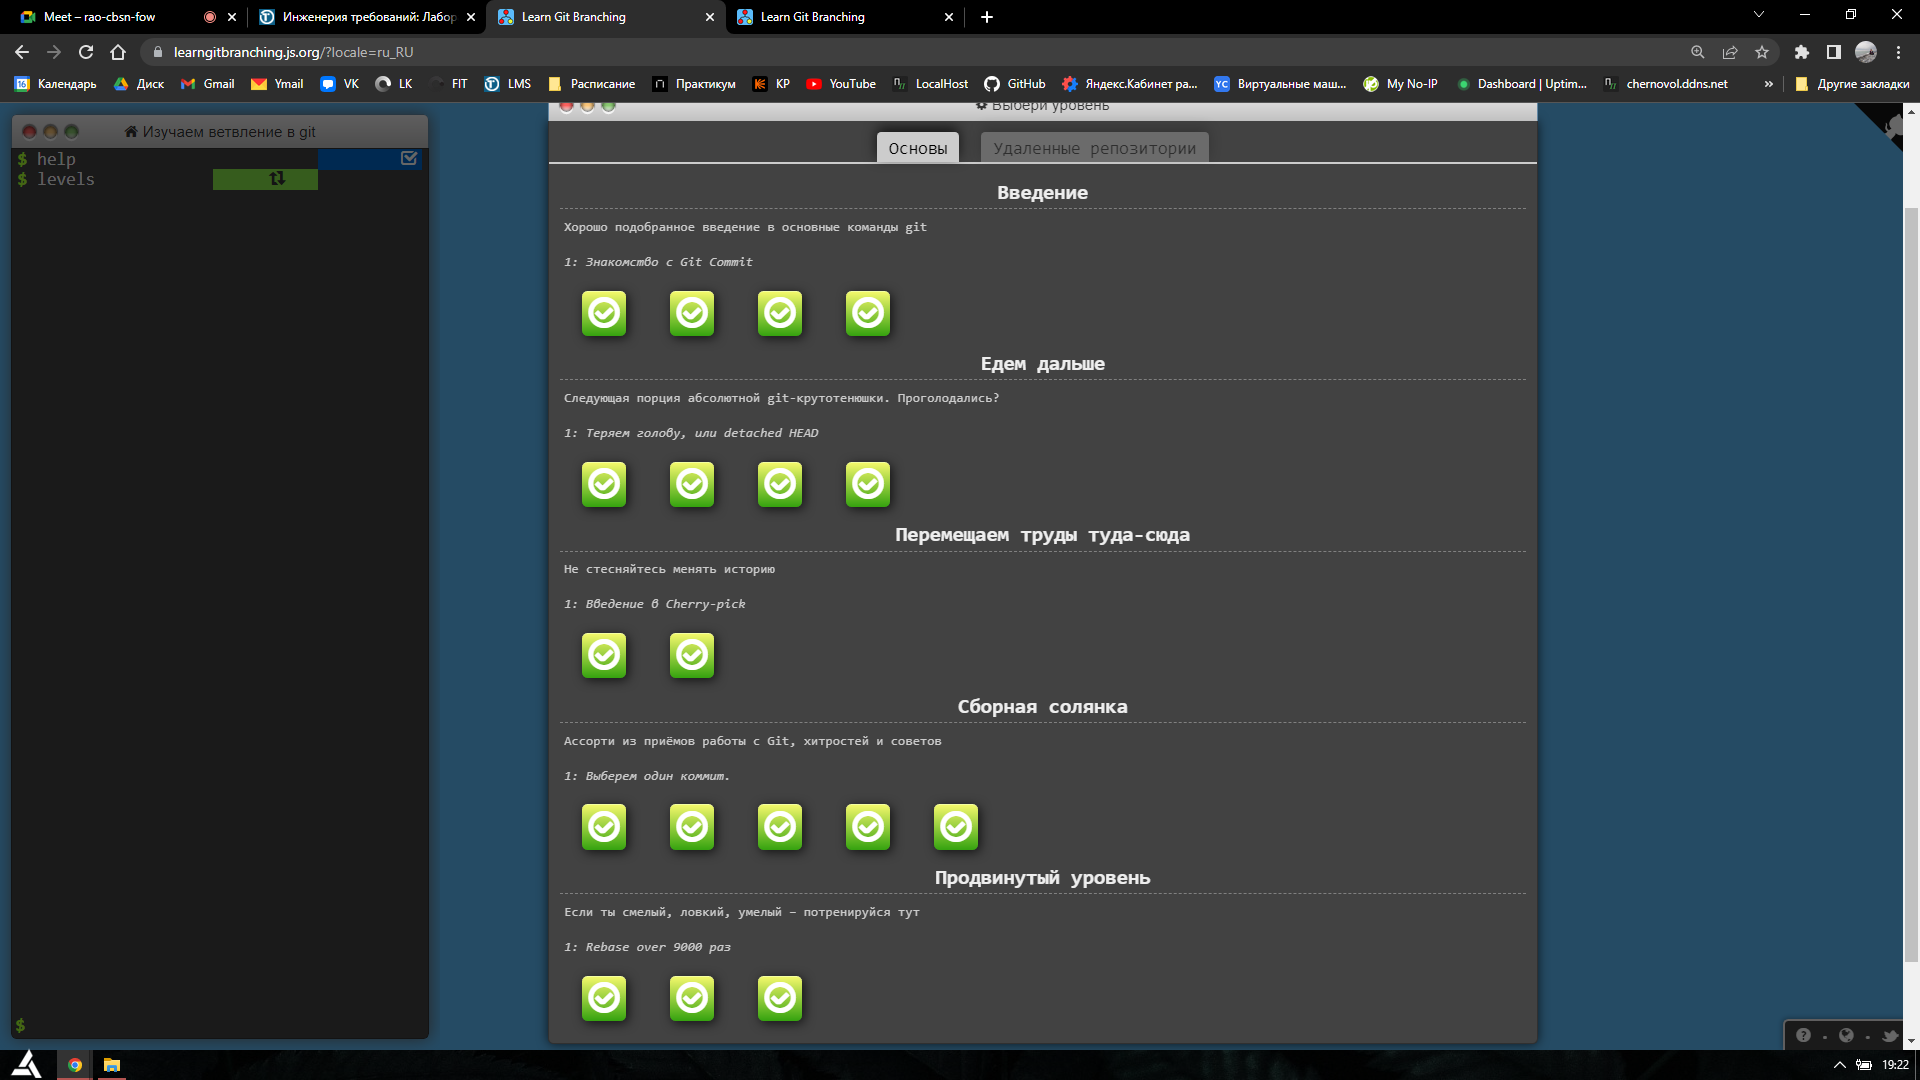 Meet – rao-cbsn-fow
Инженерия требований: Лабор
Learn Git Branching
Learn Git Branching
learngitbranching.js.org/?locale=ru_RU
Календарь
Диск
Gmail
Ymail
VK
LK
FIT
LMS
Расписание
Практикум
КР
YouTube
LocalHost
GitHub
Яндекс.Кабинет ра...
Виртуальные маш...
My No-IP
Dashboard | Uptim...
chernovol.ddns.net
»
Другие закладки
Изучаем ветвление в git
$ help
$ levels
$
Выбери уровень
Основы
Удаленные репозитории
Введение
Хорошо подобранное введение в основные команды git
1: Знакомство с Git Commit
Едем дальше
Следующая порция абсолютной git-крутотенюшки. Проголодались?
1: Теряем голову, или detached HEAD
Перемещаем труды туда-сюда
Не стесняйтесь менять историю
1: Введение в Cherry-pick
Сборная солянка
Ассорти из приёмов работы с Git, хитростей и советов
1: Выберем один коммит.
Продвинутый уровень
Если ты смелый, ловкий, умелый – потренируйся тут
1: Rebase over 9000 раз
19:22